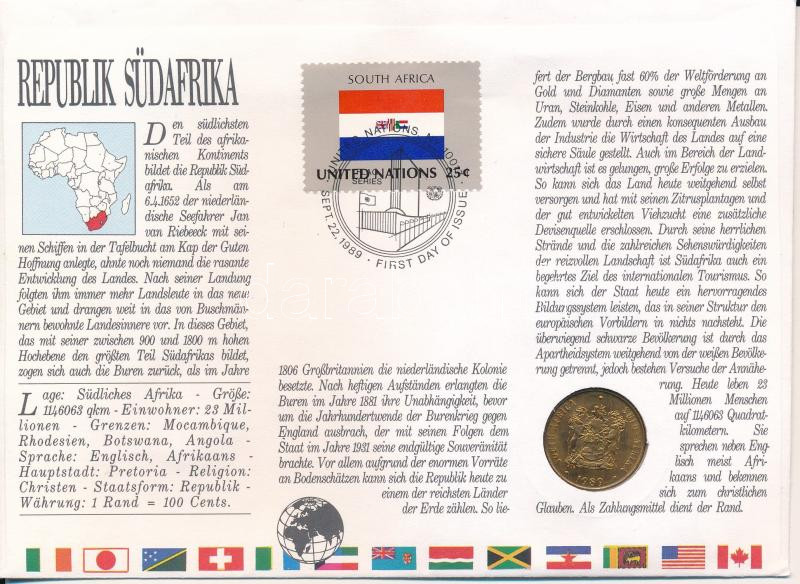 REPUBLIK SÜDAFRIKA
Den südlichsten
Teil des afrika-
nischen Kontinents
bildet die Republik Süd-
afrika. Als am
6.4.1652 der niederlän-
dische Seefahrer Jan
van Riebeeck mit sei-
nen Schiffen in der Tafelbucht am Kap der Guten
Hoffnung anlegte, ahnte noch niemand die rasante
Entwicklung des Landes. Nach seiner Landung
folgten ihm immer mehr Landsleute in das neue
Gebiet und drangen weit in das von Buschmän-
nern bewohnte Landesinnere vor. In dieses Gebiet,
das mit seiner zwischen 900 und 1800 m hohen
Hochebene den größten Teil Südafrikas bildet,
zogen sich auch die Buren zurück, als im Jahre
Lage: Südliches Afrika - Größe:
1146063 qkm - Einwohner: 23 Mil-
lionen - Grenzen: Mocambique,
Rhodesien, Botswana, Angola -
Sprache: Englisch, Afrikaans -
Hauptstadt: Pretoria - Religion:
Christen - Staatsform: Republik -
Währung: 1 Rand = 100 Cents.
SOUTH AFRICA
UNITED NATIONS 25¢
SERIES
UNITED NATIONS, NY 10017
SEPT. 22, 1989 · FIRST DAY OF ISSUE
1806 Großbritannien die niederländische Kolonie
besetzte. Nach heftigen Aufständen erlangten die
Buren im Jahre 1881 ihre Unabhängigkeit, bevor
um die Jahrhundertwende der Burenkrieg gegen
England ausbrach, der mit seinen Folgen dem
Staat im Jahre 1931 seine endgültige Souveränität
brachte. Vor allem aufgrund der enormen Vorräte
an Bodenschätzen kann sich die Republik heute zu
einem der reichsten Länder
der Erde zählen. So lie-
fert der Bergbau, fast 60% der Weltförderung an
Gold und Diamanten sowie große Mengen an
Uran, Steinkohle, Eisen und anderen Metallen.
Zudem wurde durch einen konsequenten Ausbau
der Industrie die Wirtschaft des Landes auf eine
sichere Säule gestellt. Auch im Bereich der Land-
wirtschaft ist es gelungen, große Erfolge zu erzielen.
So kann sich das Land heute weitgehend selbst
versorgen und hat mit seinen Zitrusplantagen und
der gut entwickelten Viehzucht eine zusätzliche
Devisenquelle erschlossen. Durch seine herrlichen
Strände und die zahlreichen Sehenswürdigkeiten
der reizvollen Landschaft ist Südafrika auch ein
begehrtes Ziel des internationalen Tourismus. So
kann sich der Staat heute ein hervorragendes
Bildungssystem leisten, das in seiner Struktur den
europäischen Vorbildern in nichts nachsteht. Die
überwiegend schwarze Bevölkerung ist durch das
Apartheidsystem weitgehend von der weißen Bevölke-
rung getrennt, jedoch bestehen Versuche der Annähe-
rung. Heute leben 23
Millionen Menschen
auf 1146063 Quadrat-
kilometern. Sie
sprechen neben Eng-
lisch meist Afri-
kaans und bekennen
sich zum christlichen
Glauben. Als Zahlungsmittel dient der Rand.
1989